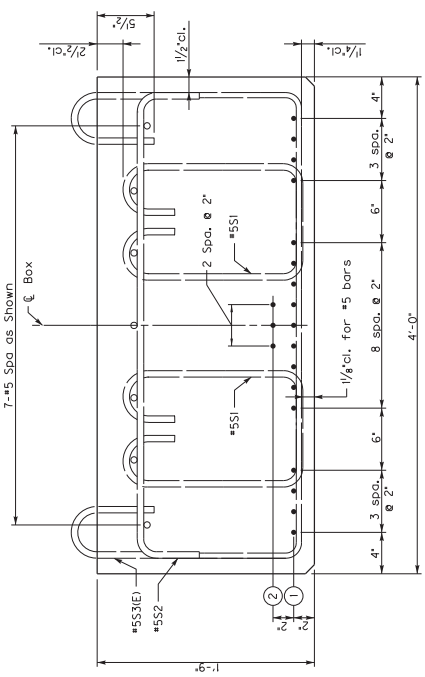 7-#5 Spa as Shown
℄ Box
5½"
2½"cl.
1½"cl.
#5S3(E)
#5S2
#5S1
2 Spa. @ 2"
#5S1
1'-9"
2
1
2"
2"
1⅛"cl. for #5 bars
1¼"cl.
4"
3 spa. @ 2"
6"
8 spa. @ 2"
6"
3 spa. @ 2"
4"
4'-0"